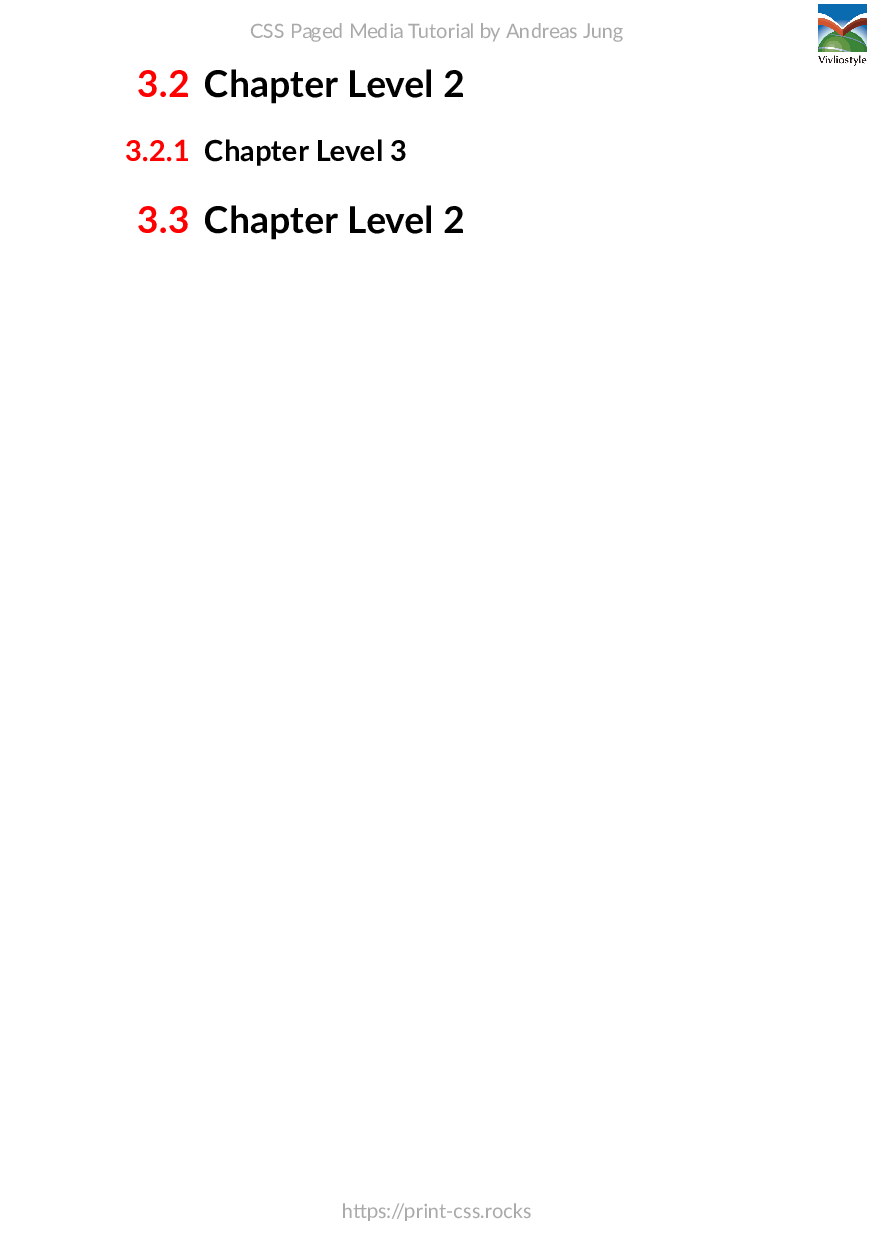 CSS Paged Media Tutorial by Andreas Jung
Vivliostyle
3.2 Chapter Level 2
3.2.1 Chapter Level 3
3.3 Chapter Level 2
https://print-css.rocks